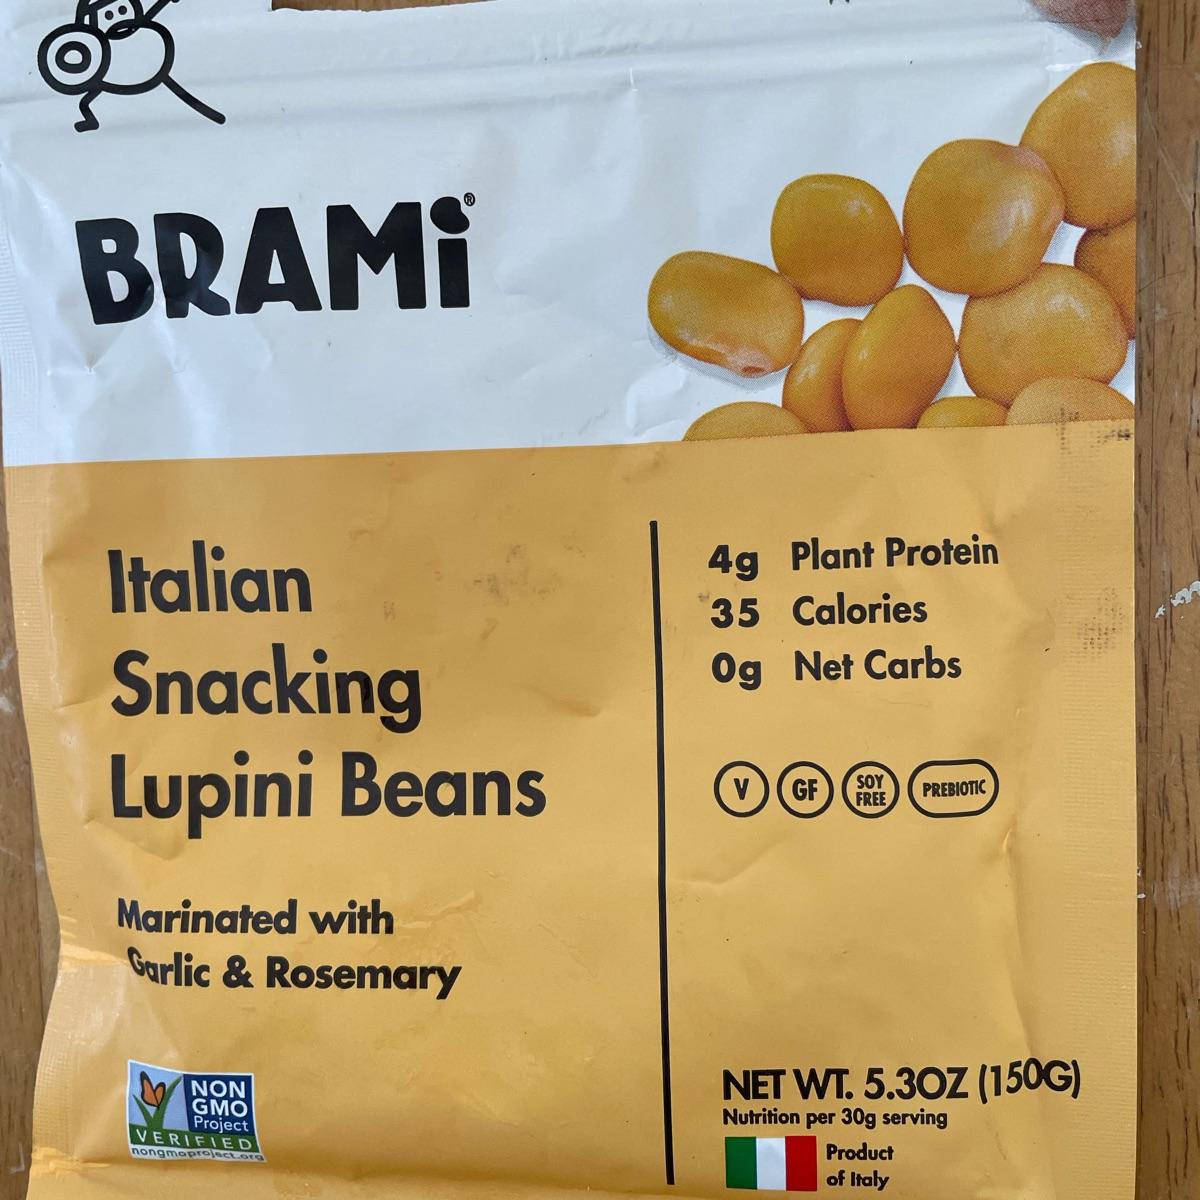 BRAMi®
Italian
Snacking
Lupini Beans
Marinated with
Garlic & Rosemary
NON
GMO
Project
VERIFIED
nongmoproject.org
4g Plant Protein
35 Calories
0g Net Carbs
V
GF
SOY
FREE
PREBIOTIC
NET WT. 5.3OZ (150G)
Nutrition per 30g serving
Product
of Italy